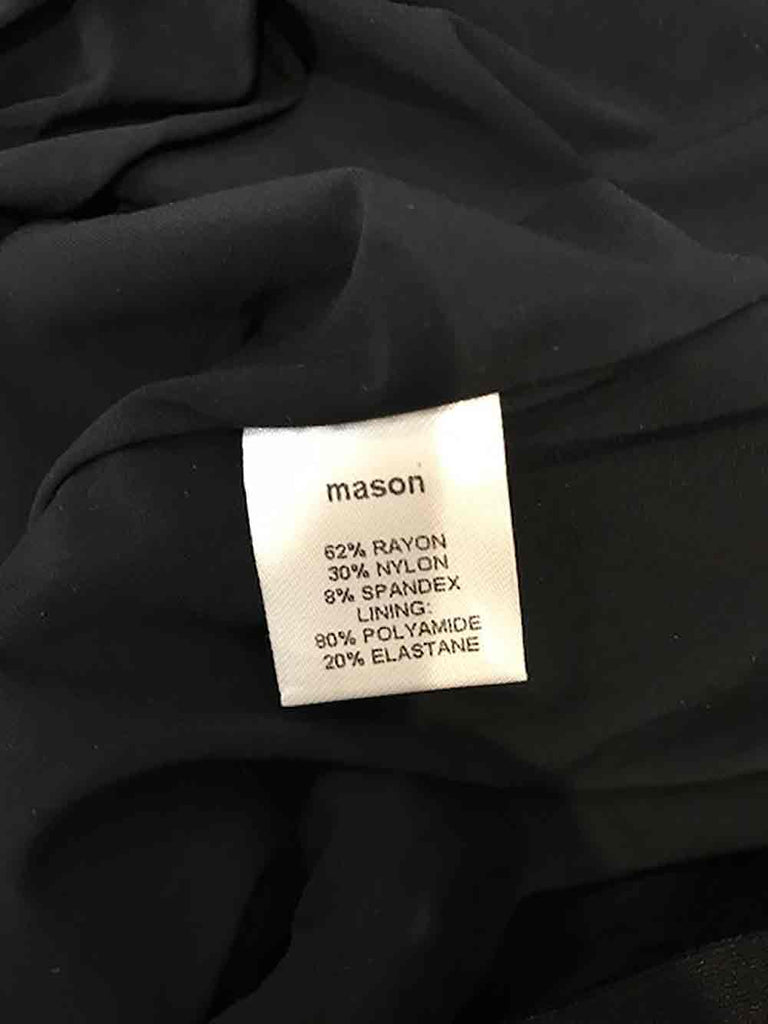 mason
62% RAYON
30% NYLON
8% SPANDEX
LINING:
80% POLYAMIDE
20% ELASTANE